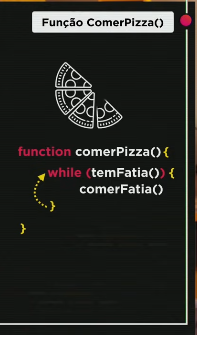 Função ComerPizza()
function comerPizza(){
while (temFatia()) {
comerFatia()
}
}